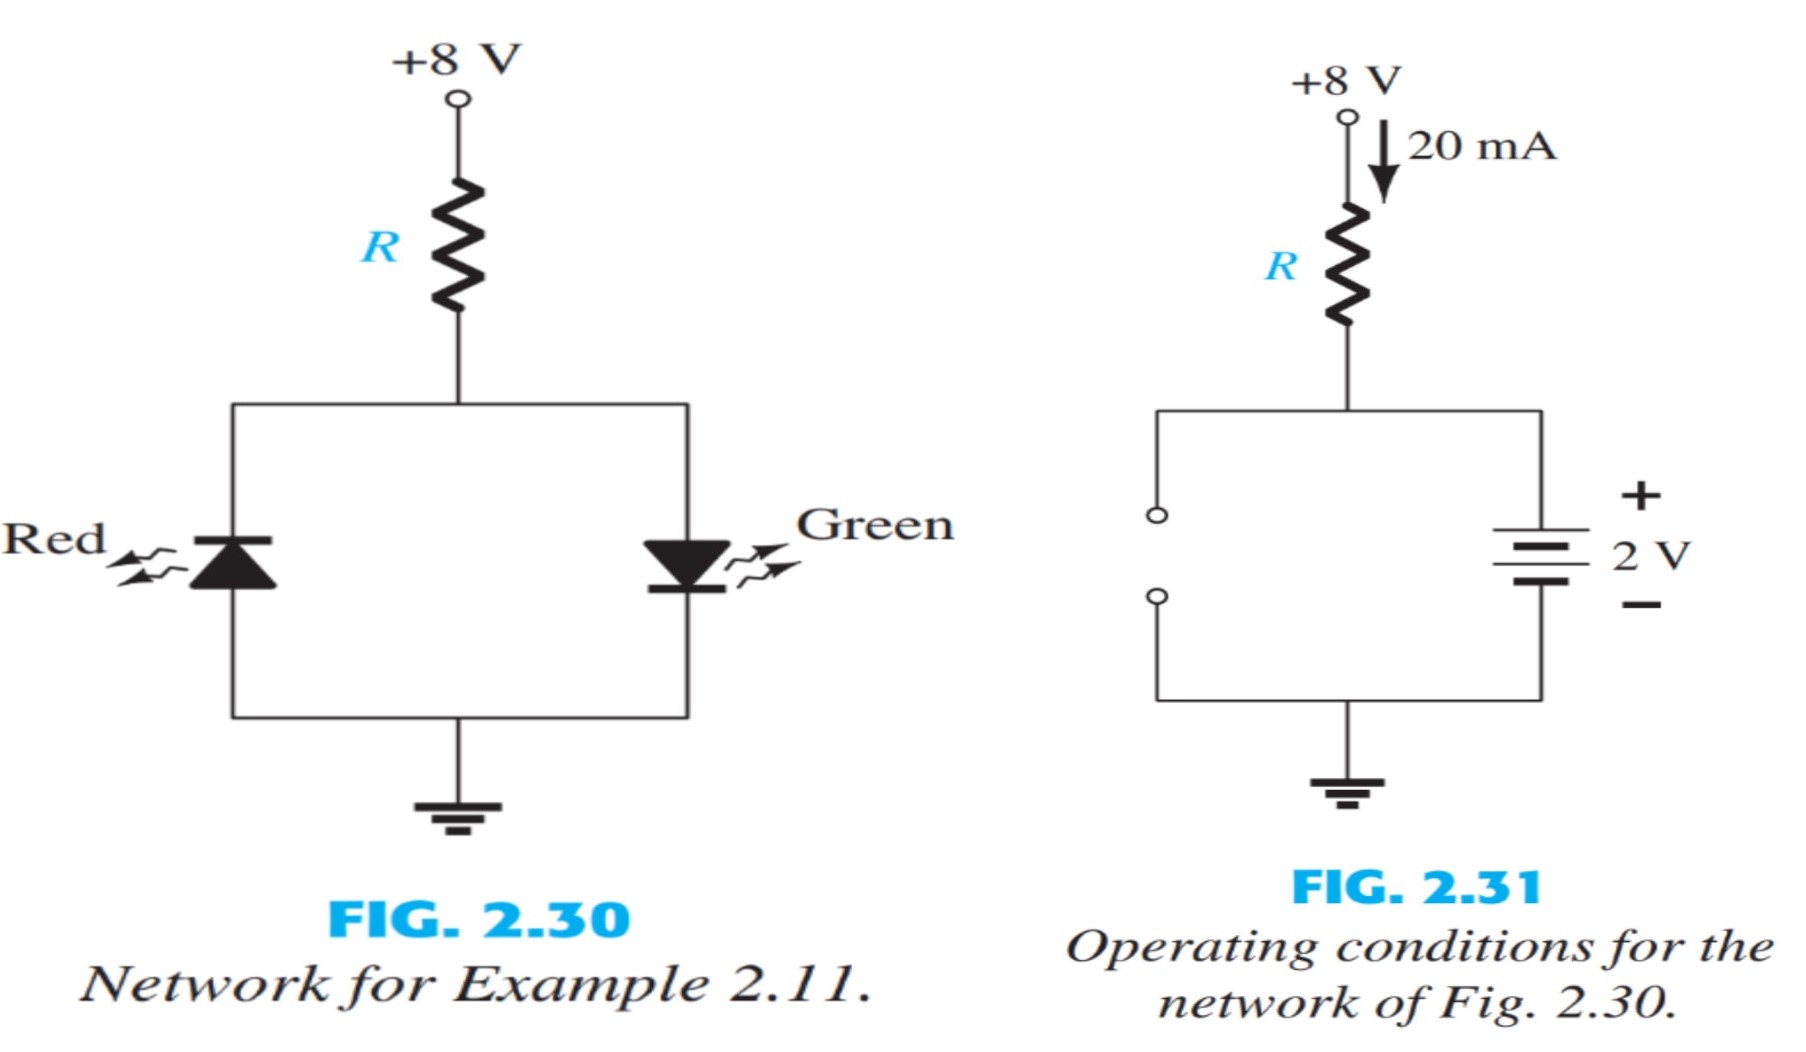 +8 V
R
Red
Green
FIG. 2.30
Network for Example 2.11.
+8 V
20 mA
R
+
2 V
−
FIG. 2.31
Operating conditions for the
network of Fig. 2.30.